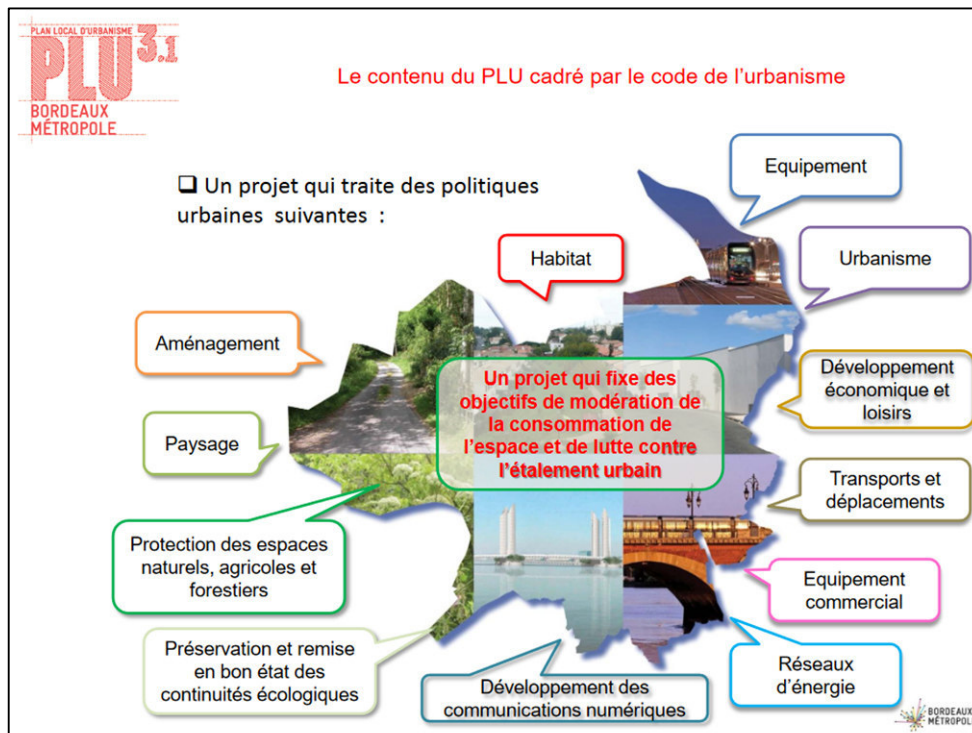 PLAN LOCAL D'URBANISME
PLU 3.1
BORDEAUX
MÉTROPOLE
Le contenu du PLU cadré par le code de l'urbanisme
❑ Un projet qui traite des politiques
urbaines suivantes :
Equipement
Habitat
Urbanisme
Aménagement
Développement
économique et
loisirs
Un projet qui fixe des
objectifs de modération de
la consommation de
l'espace et de lutte contre
l'étalement urbain
Paysage
Transports et
déplacements
Protection des espaces
naturels, agricoles et
forestiers
Equipement
commercial
Préservation et remise
en bon état des
continuités écologiques
Réseaux
d'énergie
Développement des
communications numériques
BORDEAUX
MÉTROPOLE